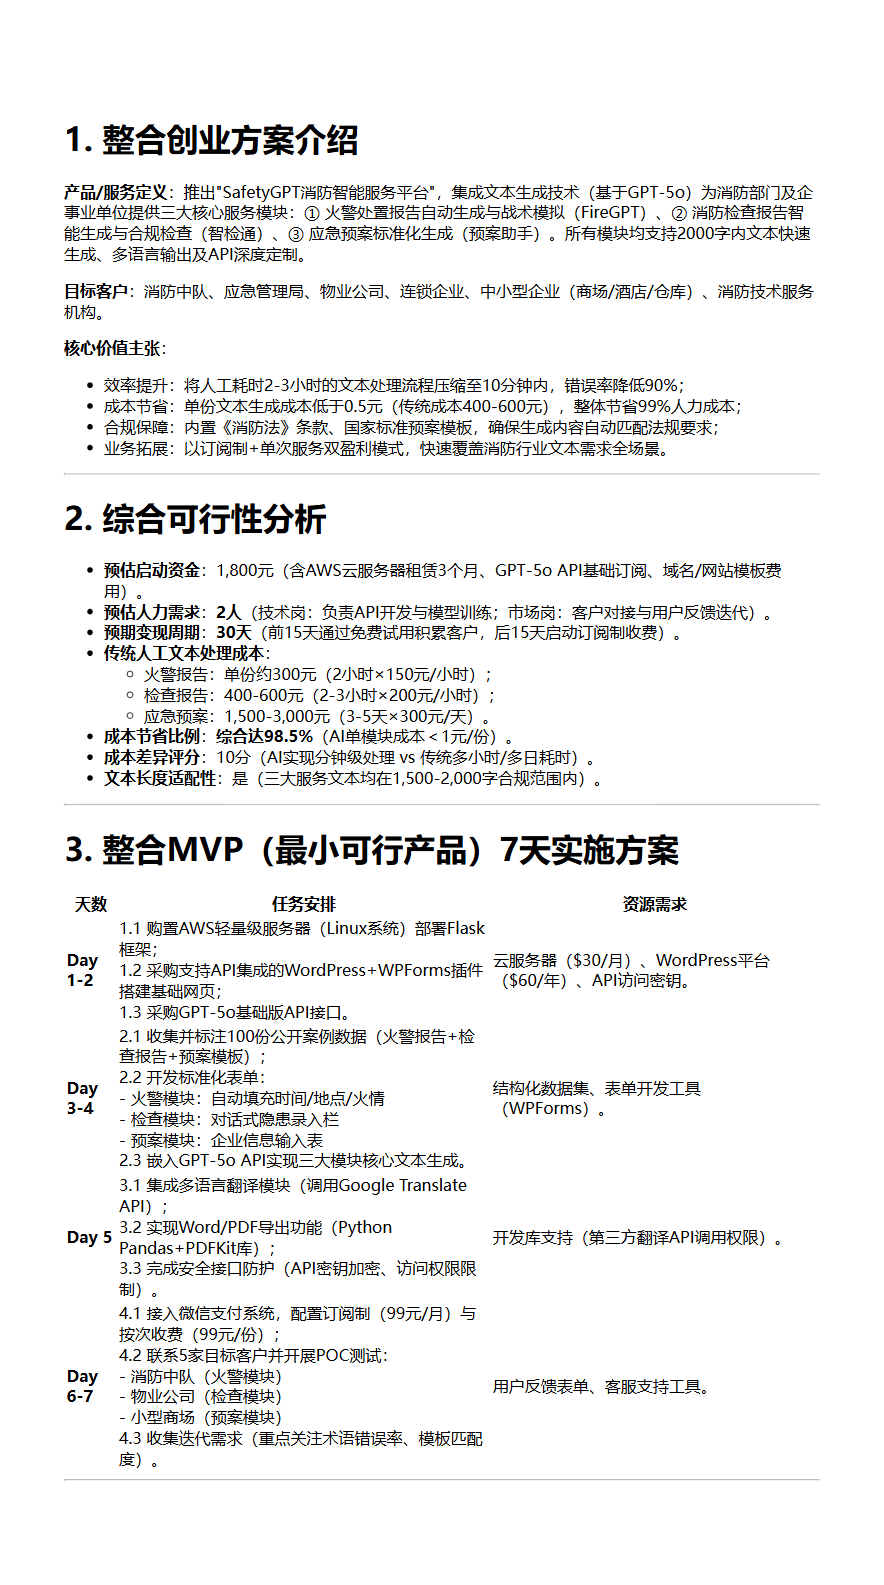 1. 整合创业方案介绍
产品/服务定义：推出"SafetyGPT消防智能服务平台"，集成文本生成技术（基于GPT-5o）为消防部门及企
事业单位提供三大核心服务模块：① 火警处置报告自动生成与战术模拟（FireGPT）、② 消防检查报告智
能生成与合规检查（智检通）、③ 应急预案标准化生成（预案助手）。所有模块均支持2000字内文本快速
生成、多语言输出及API深度定制。
目标客户：消防中队、应急管理局、物业公司、连锁企业、中小型企业（商场/酒店/仓库）、消防技术服务
机构。
核心价值主张：
• 效率提升：将人工耗时2-3小时的文本处理流程压缩至10分钟内，错误率降低90%；
• 成本节省：单份文本生成成本低于0.5元（传统成本400-600元），整体节省99%人力成本；
• 合规保障：内置《消防法》条款、国家标准预案模板，确保生成内容自动匹配法规要求；
• 业务拓展：以订阅制+单次服务双盈利模式，快速覆盖消防行业文本需求全场景。
2. 综合可行性分析
• 预估启动资金：1,800元（含AWS云服务器租赁3个月、GPT-5o API基础订阅、域名/网站模板费
用）。
• 预估人力需求：2人（技术岗：负责API开发与模型训练；市场岗：客户对接与用户反馈迭代）。
• 预期变现周期：30天（前15天通过免费试用积累客户，后15天启动订阅制收费）。
• 传统人工文本处理成本：
◦ 火警报告：单份约300元（2小时×150元/小时）；
◦ 检查报告：400-600元（2-3小时×200元/小时）；
◦ 应急预案：1,500-3,000元（3-5天×300元/天）。
• 成本节省比例：综合达98.5%（AI单模块成本＜1元/份）。
• 成本差异评分：10分（AI实现分钟级处理 vs 传统多小时/多日耗时）。
• 文本长度适配性：是（三大服务文本均在1,500-2,000字合规范围内）。
3. 整合MVP（最小可行产品）7天实施方案
天数 任务安排 资源需求
Day
1-2
1.1 购置AWS轻量级服务器（Linux系统）部署Flask
框架；
1.2 采购支持API集成的WordPress+WPForms插件
搭建基础网页；
1.3 采购GPT-5o基础版API接口。
云服务器（$30/月）、WordPress平台
（$60/年）、API访问密钥。
Day
3-4
2.1 收集并标注100份公开案例数据（火警报告+检
查报告+预案模板）；
2.2 开发标准化表单：
- 火警模块：自动填充时间/地点/火情
- 检查模块：对话式隐患录入栏
- 预案模块：企业信息输入表
2.3 嵌入GPT-5o API实现三大模块核心文本生成。
结构化数据集、表单开发工具
（WPForms）。
Day 5
3.1 集成多语言翻译模块（调用Google Translate
API）；
3.2 实现Word/PDF导出功能（Python
Pandas+PDFKit库）；
3.3 完成安全接口防护（API密钥加密、访问权限限
制）。
开发库支持（第三方翻译API调用权限）。
Day
6-7
4.1 接入微信支付系统，配置订阅制（99元/月）与
按次收费（99元/份）；
4.2 联系5家目标客户并开展POC测试：
- 消防中队（火警模块）
- 物业公司（检查模块）
- 小型商场（预案模块）
4.3 收集迭代需求（重点关注术语错误率、模板匹配
度）。
用户反馈表单、客服支持工具。